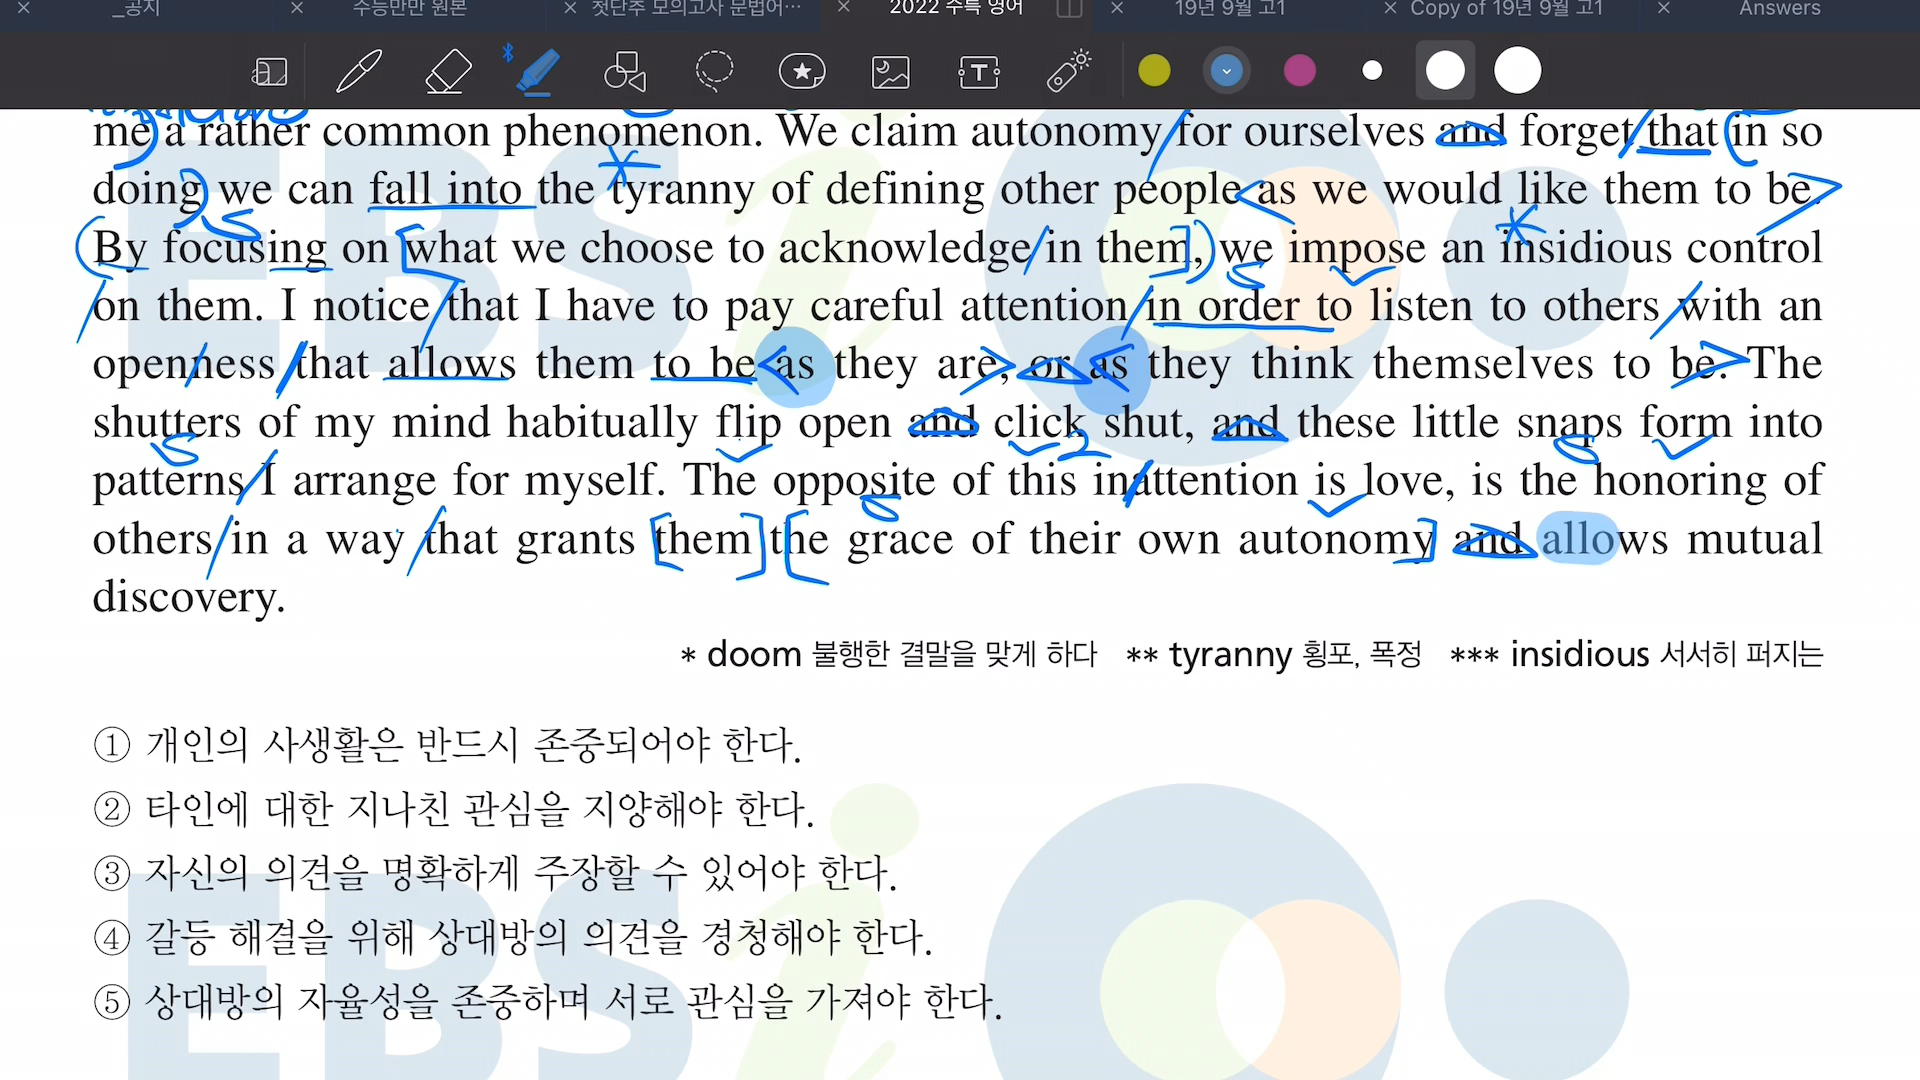 _공지
수능만만 원본
첫단추 모의고사 문법어…
2022 수특 영어
19년 9월 고1
Copy of 19년 9월 고1
Answers
me a rather common phenomenon. We claim autonomy for ourselves and forget that in so
doing we can fall into the tyranny of defining other people as we would like them to be.
By focusing on what we choose to acknowledge in them, we impose an insidious control
on them. I notice that I have to pay careful attention in order to listen to others with an
openness that allows them to be as they are, or as they think themselves to be. The
shutters of my mind habitually flip open and click shut, and these little snaps form into
patterns I arrange for myself. The opposite of this inattention is love, is the honoring of
others in a way that grants them the grace of their own autonomy and allows mutual
discovery.
* doom 불행한 결말을 맞게 하다 ** tyranny 횡포, 폭정 *** insidious 서서히 퍼지는
① 개인의 사생활은 반드시 존중되어야 한다.
② 타인에 대한 지나친 관심을 지양해야 한다.
③ 자신의 의견을 명확하게 주장할 수 있어야 한다.
④ 갈등 해결을 위해 상대방의 의견을 경청해야 한다.
⑤ 상대방의 자율성을 존중하며 서로 관심을 가져야 한다.
EBSi
EBSi